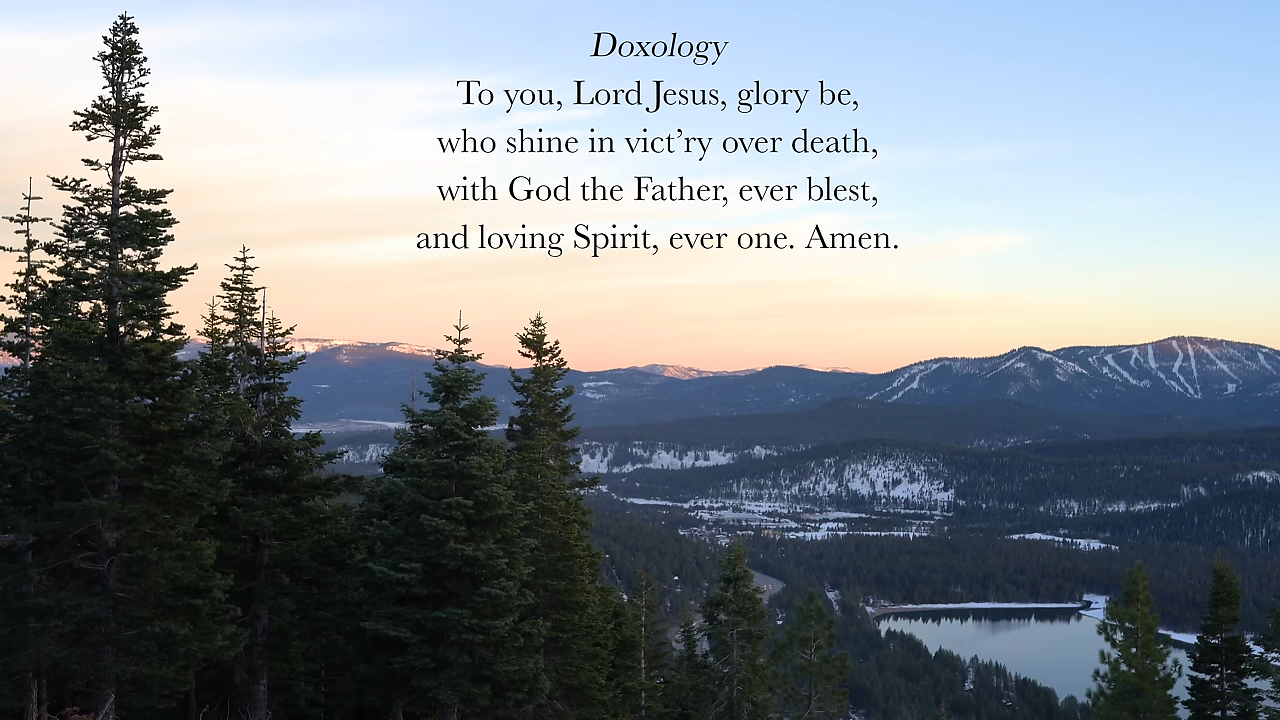 Doxology
To you, Lord Jesus, glory be,
who shine in vict’ry over death,
with God the Father, ever blest,
and loving Spirit, ever one. Amen.